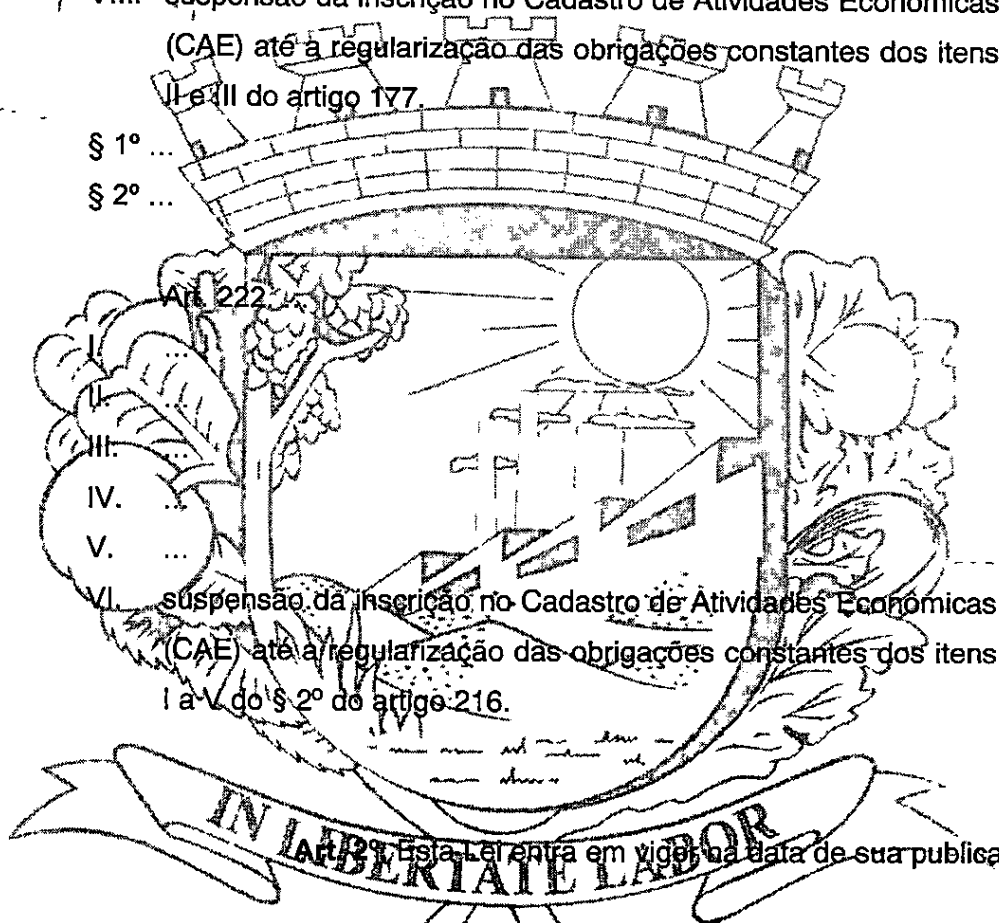 suspensão da inscrição no Cadastro de Atividades Econômicas
(CAE) até a regularização das obrigações constantes dos itens
II e III do artigo 177.
§ 1º ...
§ 2º ...
Art. 222. ...
I. ...
II. ...
III. ...
IV. ...
V. ...
VI. suspensão da inscrição no Cadastro de Atividades Econômicas
(CAE) até a regularização das obrigações constantes dos itens
I a V do § 2º do artigo 216.
Art. 2º. Esta Lei entra em vigor na data de sua publica
IN LIBERTATE LABOR